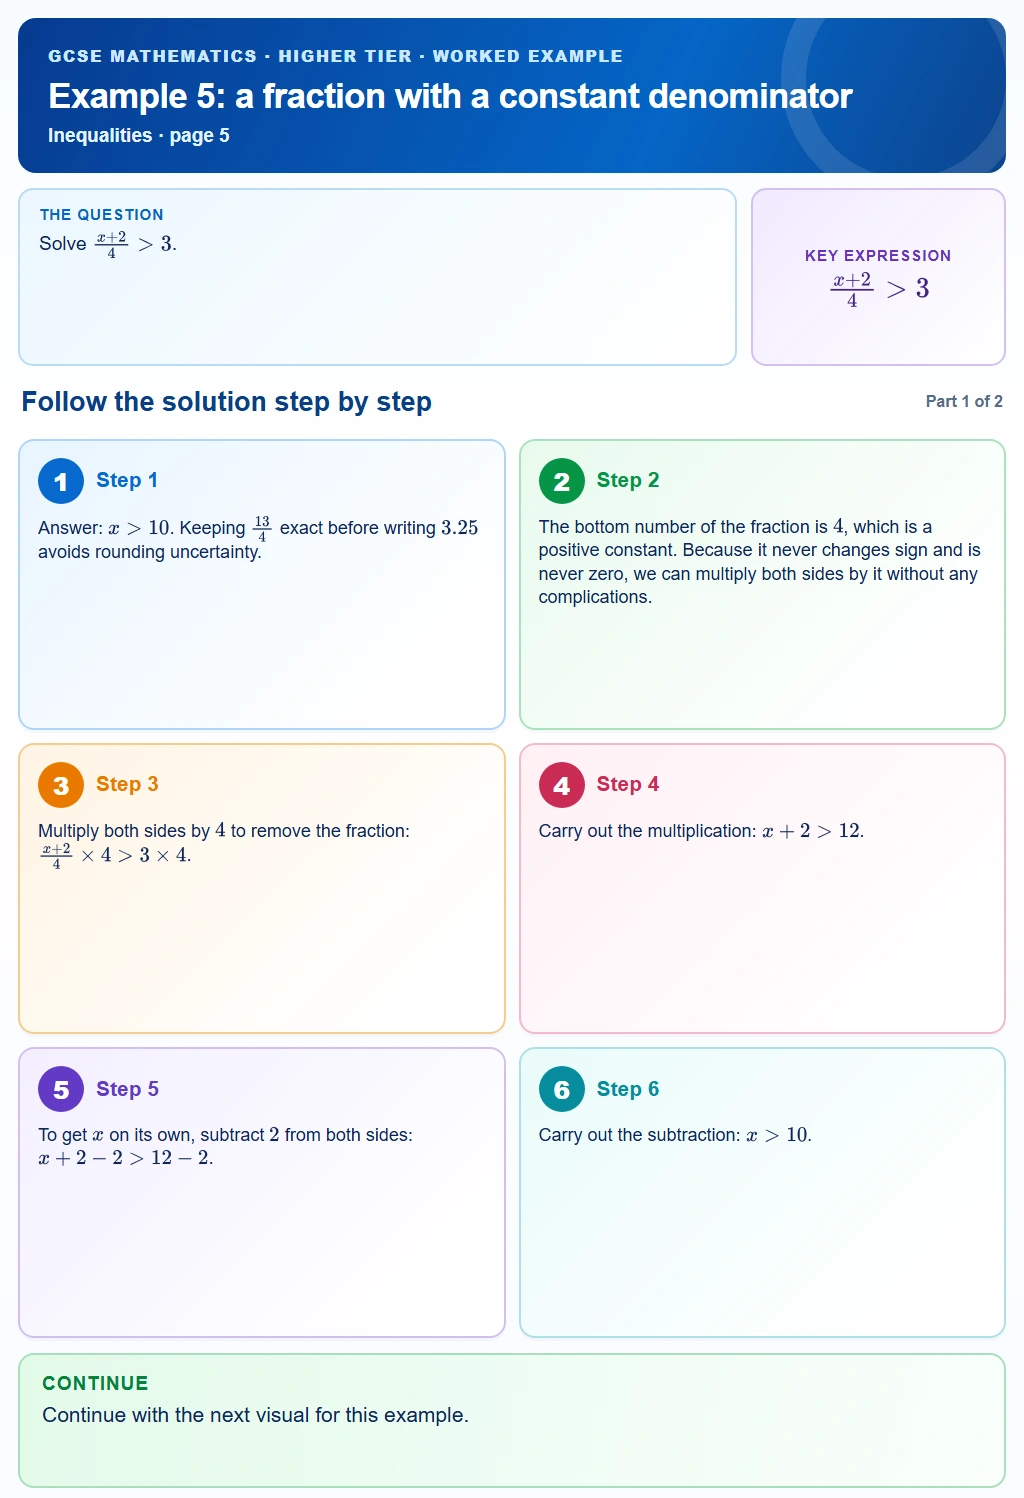 GCSE MATHEMATICS · HIGHER TIER · WORKED EXAMPLE
Example 5: a fraction with a constant denominator
Inequalities · page 5
THE QUESTION
Solve $\frac{x+2}{4} > 3$.
KEY EXPRESSION
$\frac{x+2}{4} > 3$
Follow the solution step by step
Part 1 of 2
1 Step 1
Answer: $x > 10$. Keeping $\frac{13}{4}$ exact before writing 3.25
avoids rounding uncertainty.
2 Step 2
The bottom number of the fraction is 4, which is a
positive constant. Because it never changes sign and is
never zero, we can multiply both sides by it without any
complications.
3 Step 3
Multiply both sides by 4 to remove the fraction:
$\frac{x+2}{4} \times 4 > 3 \times 4$.
4 Step 4
Carry out the multiplication: $x + 2 > 12$.
5 Step 5
To get $x$ on its own, subtract 2 from both sides:
$x + 2 - 2 > 12 - 2$.
6 Step 6
Carry out the subtraction: $x > 10$.
CONTINUE
Continue with the next visual for this example.